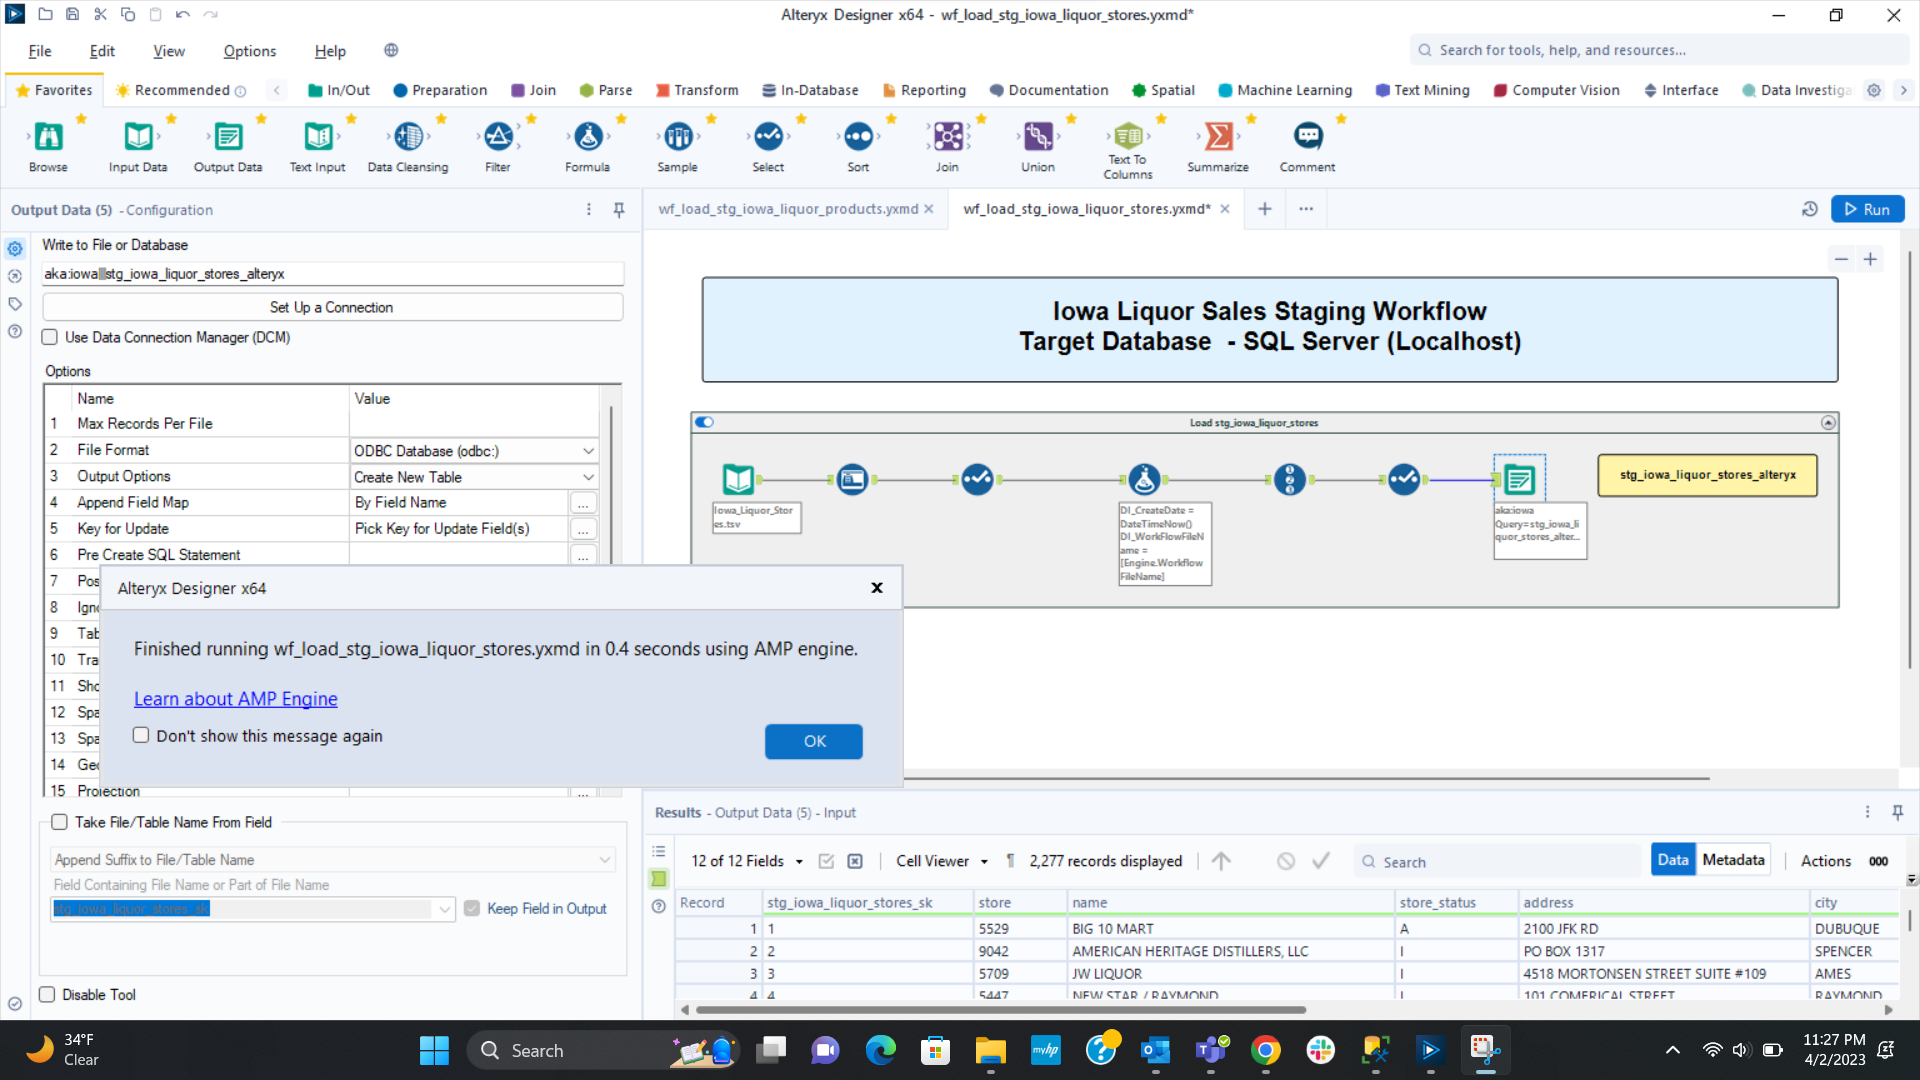 Alteryx Designer x64 - wf_load_stg_iowa_liquor_stores.yxmd*
File Edit View Options Help
Search for tools, help, and resources...
Favorites Recommended In/Out Preparation Join Parse Transform In-Database Reporting Documentation Spatial Machine Learning Text Mining Computer Vision Interface Data Investiga
Browse Input Data Output Data Text Input Data Cleansing Filter Formula Sample Select Sort Join Union Text To Columns Summarize Comment
Output Data (5) - Configuration
wf_load_stg_iowa_liquor_products.yxmd
wf_load_stg_iowa_liquor_stores.yxmd*
Run
Write to File or Database
aka:iowa|||stg_iowa_liquor_stores_alteryx
Set Up a Connection
Use Data Connection Manager (DCM)
Options
Name Value
1 Max Records Per File
2 File Format ODBC Database (odbc:)
3 Output Options Create New Table
4 Append Field Map By Field Name ...
5 Key for Update Pick Key for Update Field(s) ...
6 Pre Create SQL Statement ...
7 Pos
8 Igno
9 Tab
10 Tra
11 Sho
12 Spa
13 Spa
14 Geo
15 Projection ...
Alteryx Designer x64
Finished running wf_load_stg_iowa_liquor_stores.yxmd in 0.4 seconds using AMP engine.
Learn about AMP Engine
Don't show this message again
OK
Take File/Table Name From Field
Append Suffix to File/Table Name
Field Containing File Name or Part of File Name
stg_iowa_liquor_stores_sk
Keep Field in Output
Disable Tool
Iowa Liquor Sales Staging Workflow
Target Database - SQL Server (Localhost)
Load stg_iowa_liquor_stores
Iowa_Liquor_Stor
es.tsv
DI_CreateDate =
DateTimeNow()
DI_WorkFlowFileN
ame =
[Engine.Workflow
FileName]
aka:iowa
Query=stg_iowa_li
quor_stores_alter...
stg_iowa_liquor_stores_alteryx
Results - Output Data (5) - Input
12 of 12 Fields Cell Viewer 2,277 records displayed Search Data Metadata Actions 000
Record stg_iowa_liquor_stores_sk store name store_status address city
1 1 5529 BIG 10 MART A 2100 JFK RD DUBUQUE
2 2 9042 AMERICAN HERITAGE DISTILLERS, LLC I PO BOX 1317 SPENCER
3 3 5709 JW LIQUOR I 4518 MORTONSEN STREET SUITE #109 AMES
4 4 5447 NEW STAR / RAYMOND I 101 COMERICAL STREET RAYMOND
34°F
Clear
Search
myhp
11:27 PM
4/2/2023